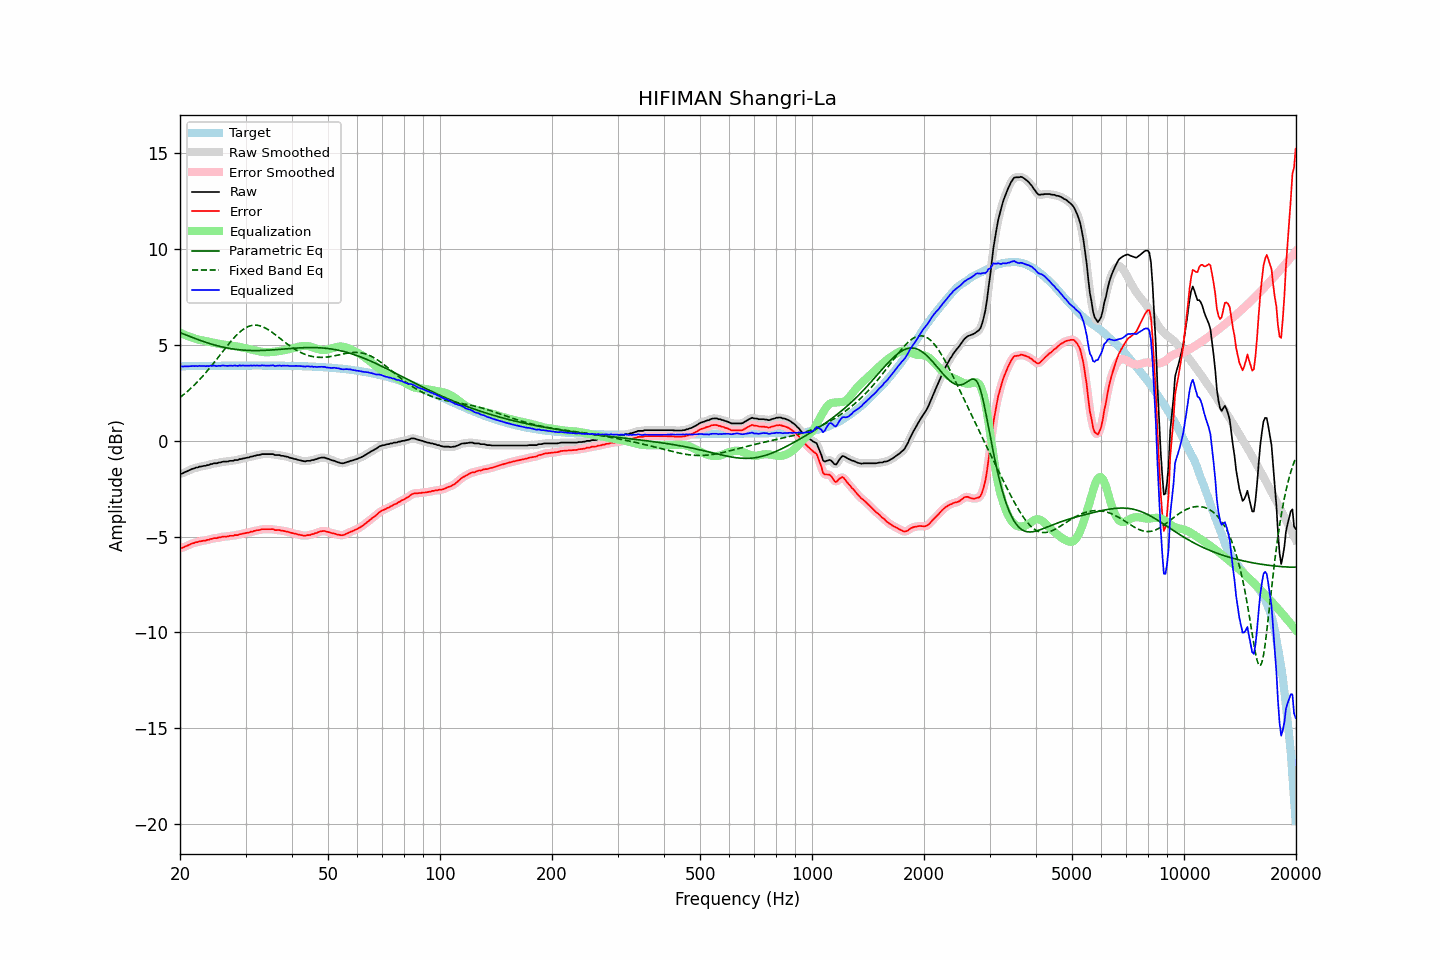 HIFIMAN Shangri-La
Target
Raw Smoothed
Error Smoothed
Raw
Error
Equalization
Parametric Eq
Fixed Band Eq
Equalized
15
10
5
0
−5
−10
−15
−20
Amplitude (dBr)
20 50 100 200 500 1000 2000 5000 10000 20000
Frequency (Hz)